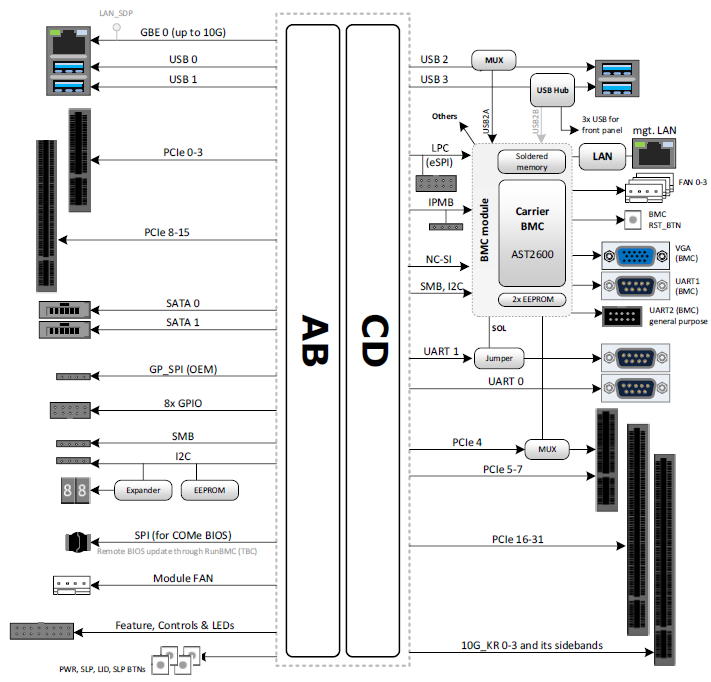 LAN_SDP
GBE 0 (up to 10G)
USB 0
USB 1
PCIe 0-3
PCIe 8-15
SATA 0
SATA 1
GP_SPI (OEM)
8x GPIO
SMB
I2C
88
Expander
EEPROM
SPI (for COMe BIOS)
Remote BIOS update through RunBMC (TBC)
Module FAN
Feature, Controls & LEDs
PWR, SLP, LID, SLP BTNs
AB
CD
USB 2
USB 3
MUX
USB Hub
USB2A
USB2B
3x USB for
front panel
Others
LPC
(eSPI)
IPMB
NC-SI
SMB, I2C
BMC module
Soldered
memory
Carrier
BMC
AST2600
2x EEPROM
LAN
mgt. LAN
FAN 0-3
BMC
RST_BTN
VGA
(BMC)
UART1
(BMC)
UART2 (BMC)
general purpose
SOL
UART 1
Jumper
UART 0
PCIe 4
MUX
PCIe 5-7
PCIe 16-31
10G_KR 0-3 and its sidebands